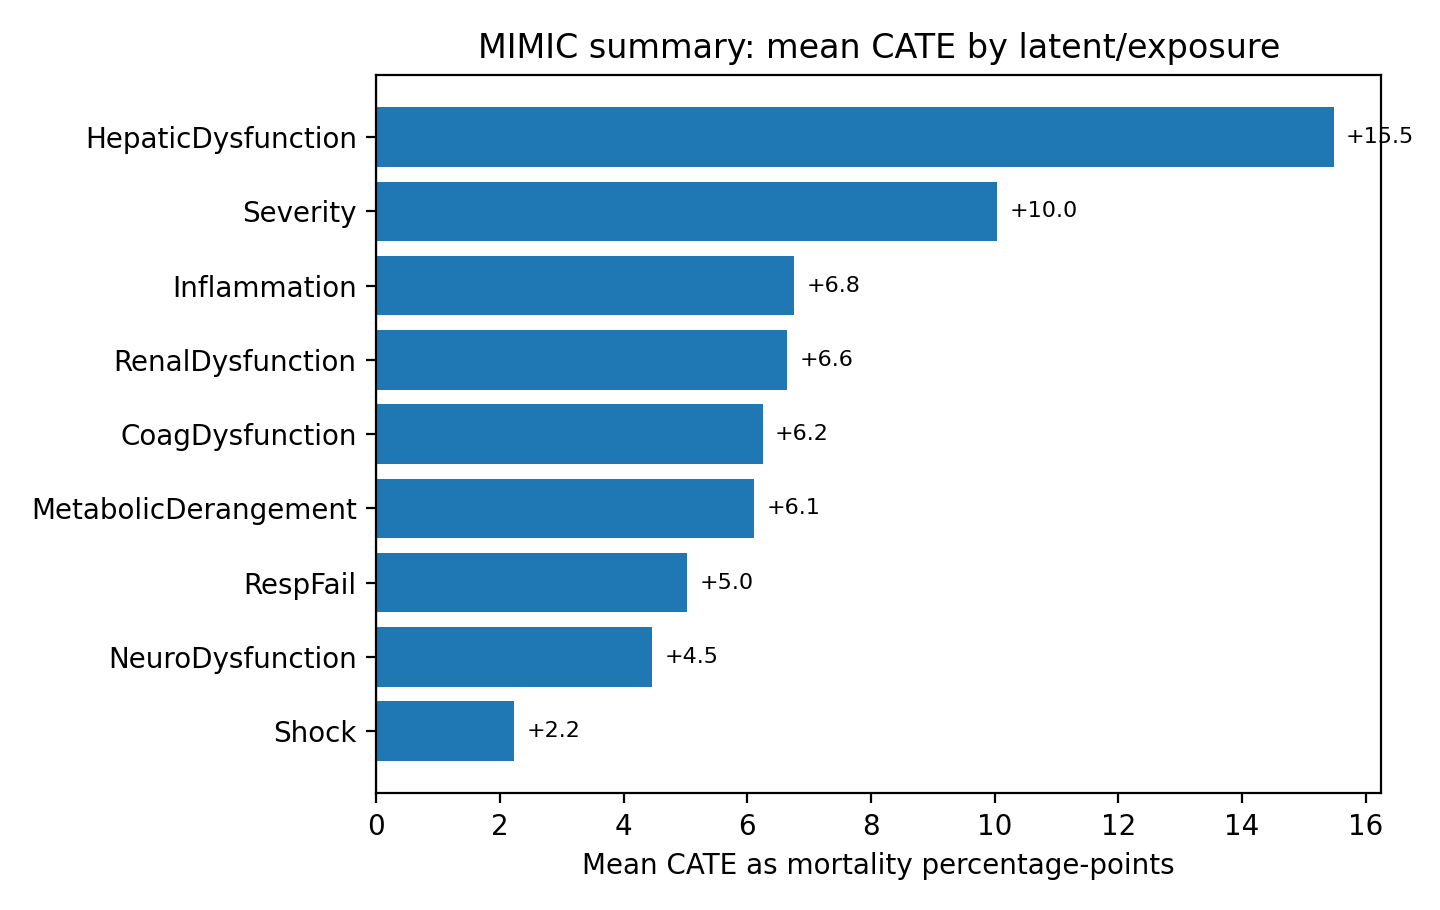 MIMIC summary: mean CATE by latent/exposure
HepaticDysfunction +15.5
Severity +10.0
Inflammation +6.8
RenalDysfunction +6.6
CoagDysfunction +6.2
MetabolicDerangement +6.1
RespFail +5.0
NeuroDysfunction +4.5
Shock +2.2
0 2 4 6 8 10 12 14 16
Mean CATE as mortality percentage-points